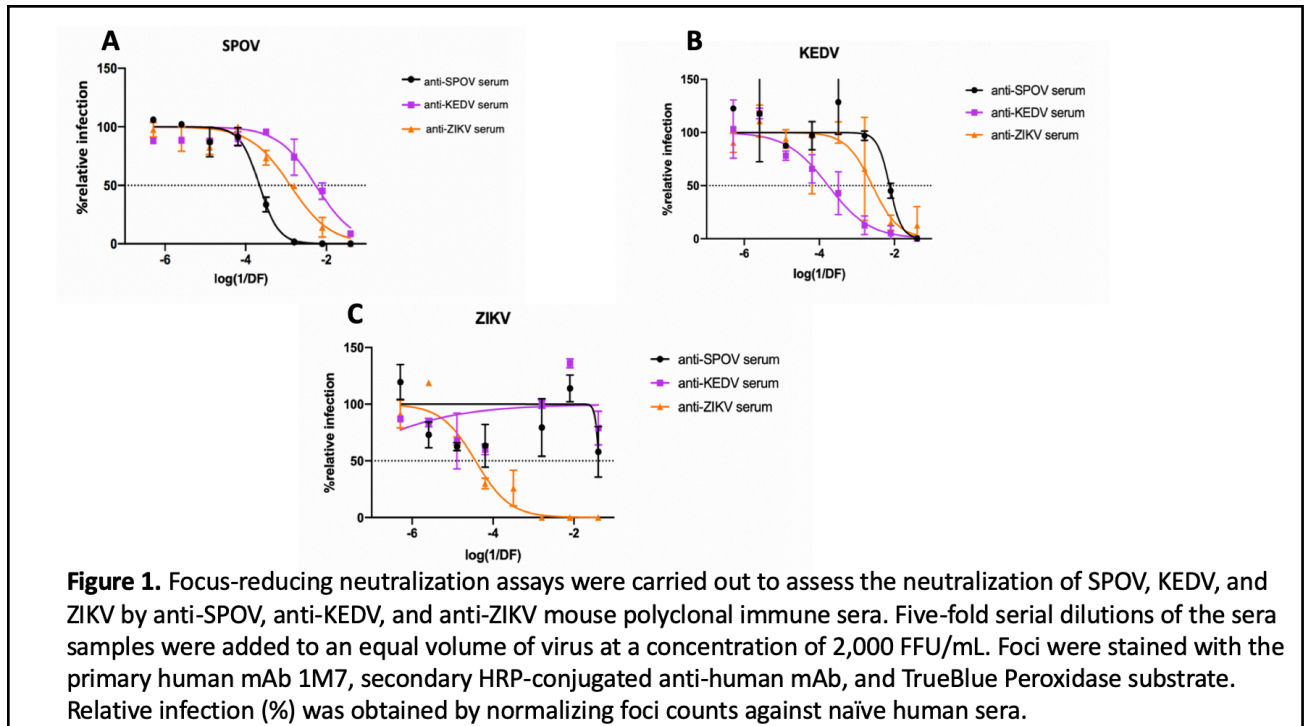 A
SPOV
150
100
50
0
%relative infection
-6
-4
-2
log(1/DF)
anti-SPOV serum
anti-KEDV serum
anti-ZIKV serum
B
KEDV
150
100
50
0
%relative infection
-6
-4
-2
log(1/DF)
anti-SPOV serum
anti-KEDV serum
anti-ZIKV serum
C
ZIKV
150
100
50
0
%relative infection
-6
-4
-2
log(1/DF)
anti-SPOV serum
anti-KEDV serum
anti-ZIKV serum
Figure 1. Focus-reducing neutralization assays were carried out to assess the neutralization of SPOV, KEDV, and
ZIKV by anti-SPOV, anti-KEDV, and anti-ZIKV mouse polyclonal immune sera. Five-fold serial dilutions of the sera
samples were added to an equal volume of virus at a concentration of 2,000 FFU/mL. Foci were stained with the
primary human mAb 1M7, secondary HRP-conjugated anti-human mAb, and TrueBlue Peroxidase substrate.
Relative infection (%) was obtained by normalizing foci counts against naïve human sera.